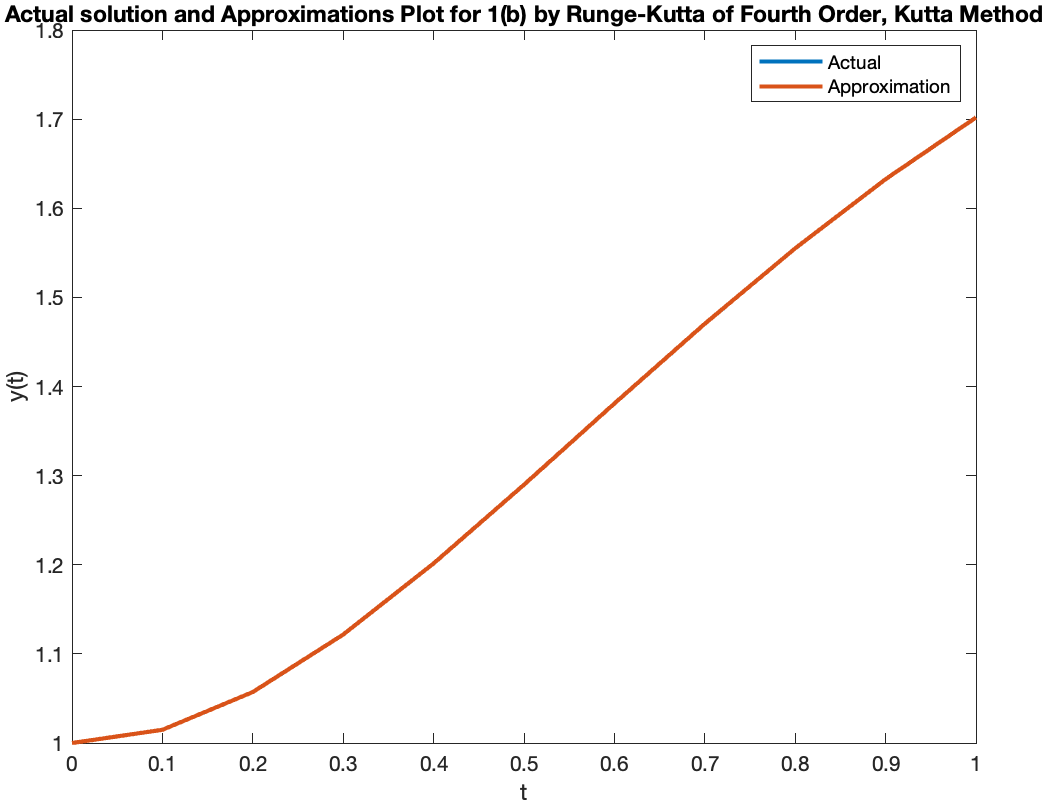 Actual solution and Approximations Plot for 1(b) by Runge-Kutta of Fourth Order, Kutta Method
1.8
Actual
Approximation
1.7
1.6
1.5
1.4
y(t)
1.3
1.2
1.1
1
0 0.1 0.2 0.3 0.4 0.5 0.6 0.7 0.8 0.9 1
t